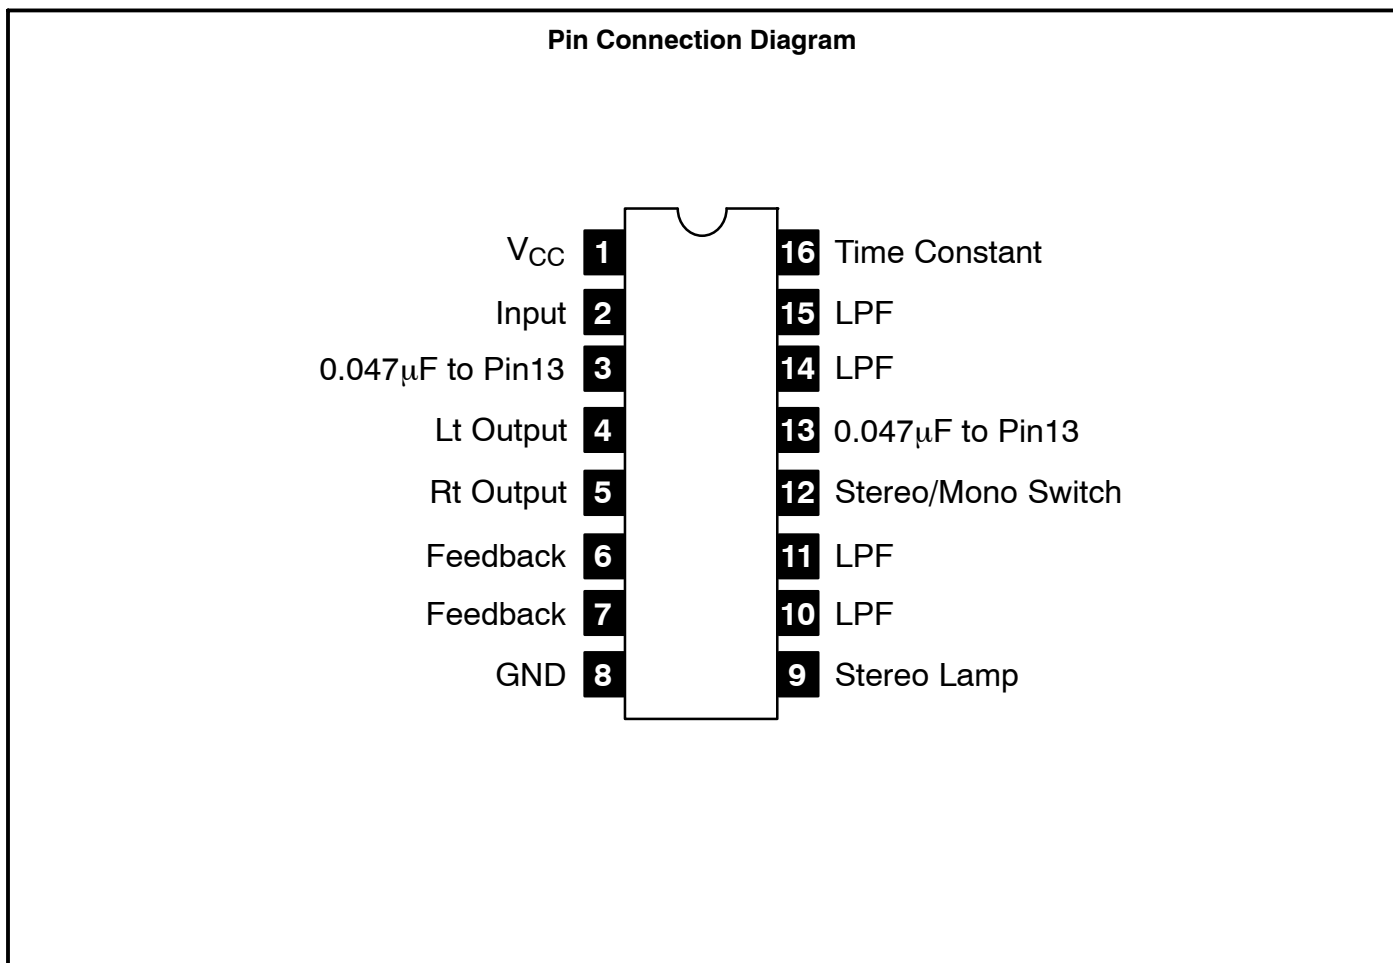 Pin Connection Diagram
V_CC 1 16 Time Constant
Input 2 15 LPF
0.047μF to Pin13 3 14 LPF
Lt Output 4 13 0.047μF to Pin13
Rt Output 5 12 Stereo/Mono Switch
Feedback 6 11 LPF
Feedback 7 10 LPF
GND 8 9 Stereo Lamp